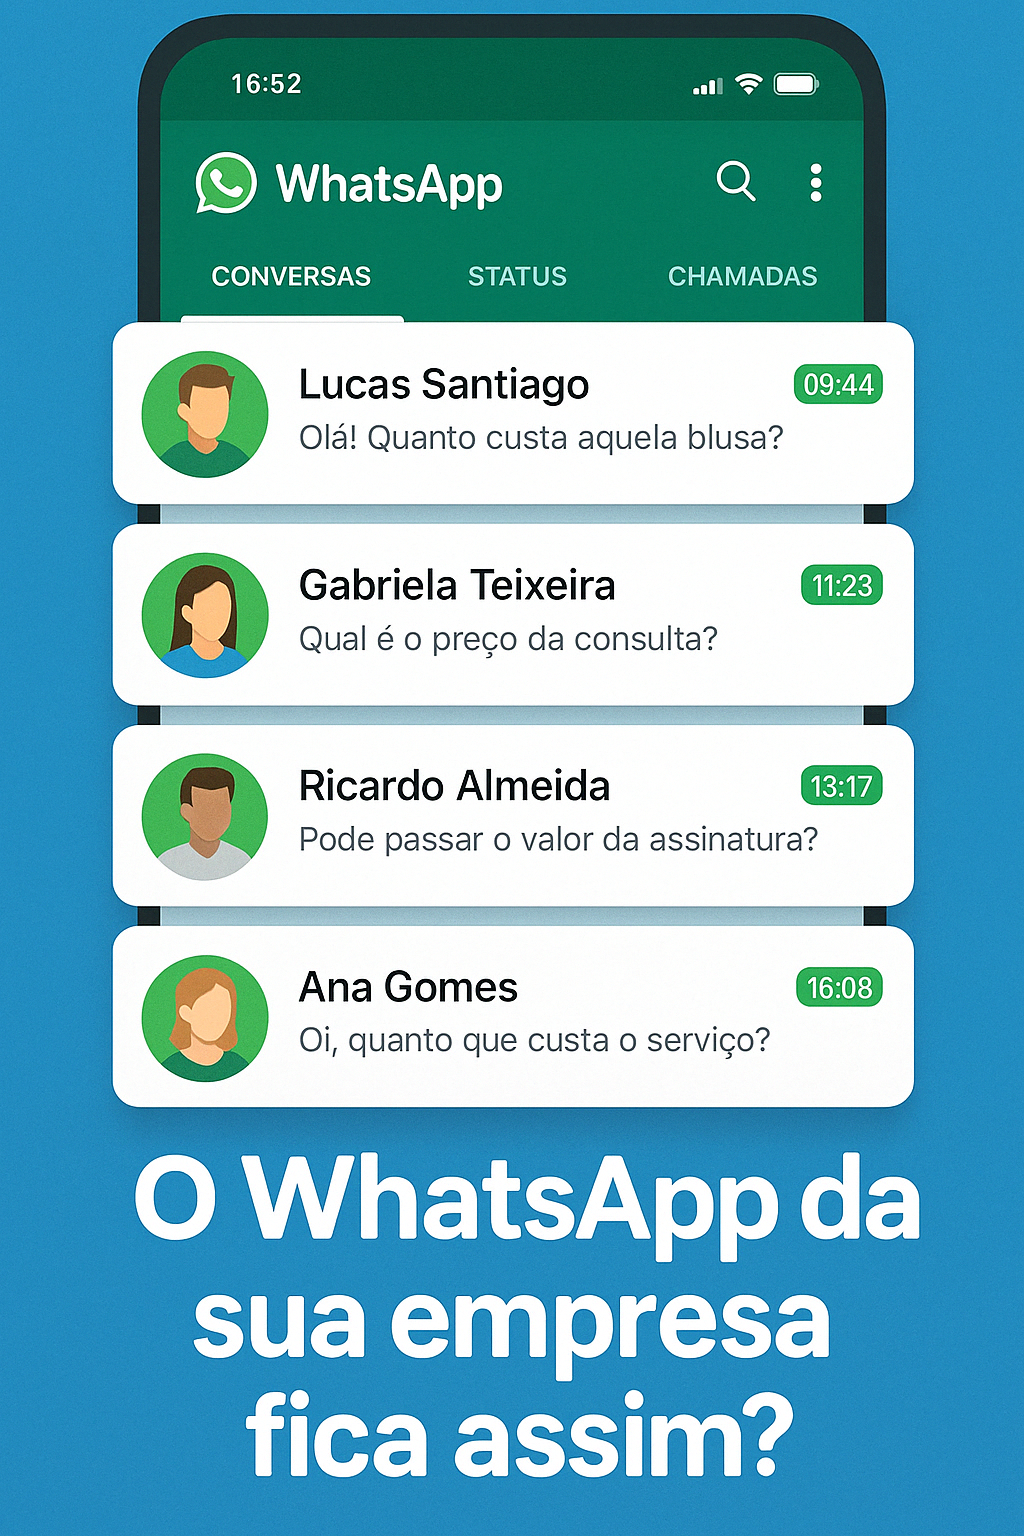 16:52
WhatsApp
CONVERSAS STATUS CHAMADAS
Lucas Santiago 09:44
Olá! Quanto custa aquela blusa?
Gabriela Teixeira 11:23
Qual é o preço da consulta?
Ricardo Almeida 13:17
Pode passar o valor da assinatura?
Ana Gomes 16:08
Oi, quanto que custa o serviço?
O WhatsApp da
sua empresa
fica assim?